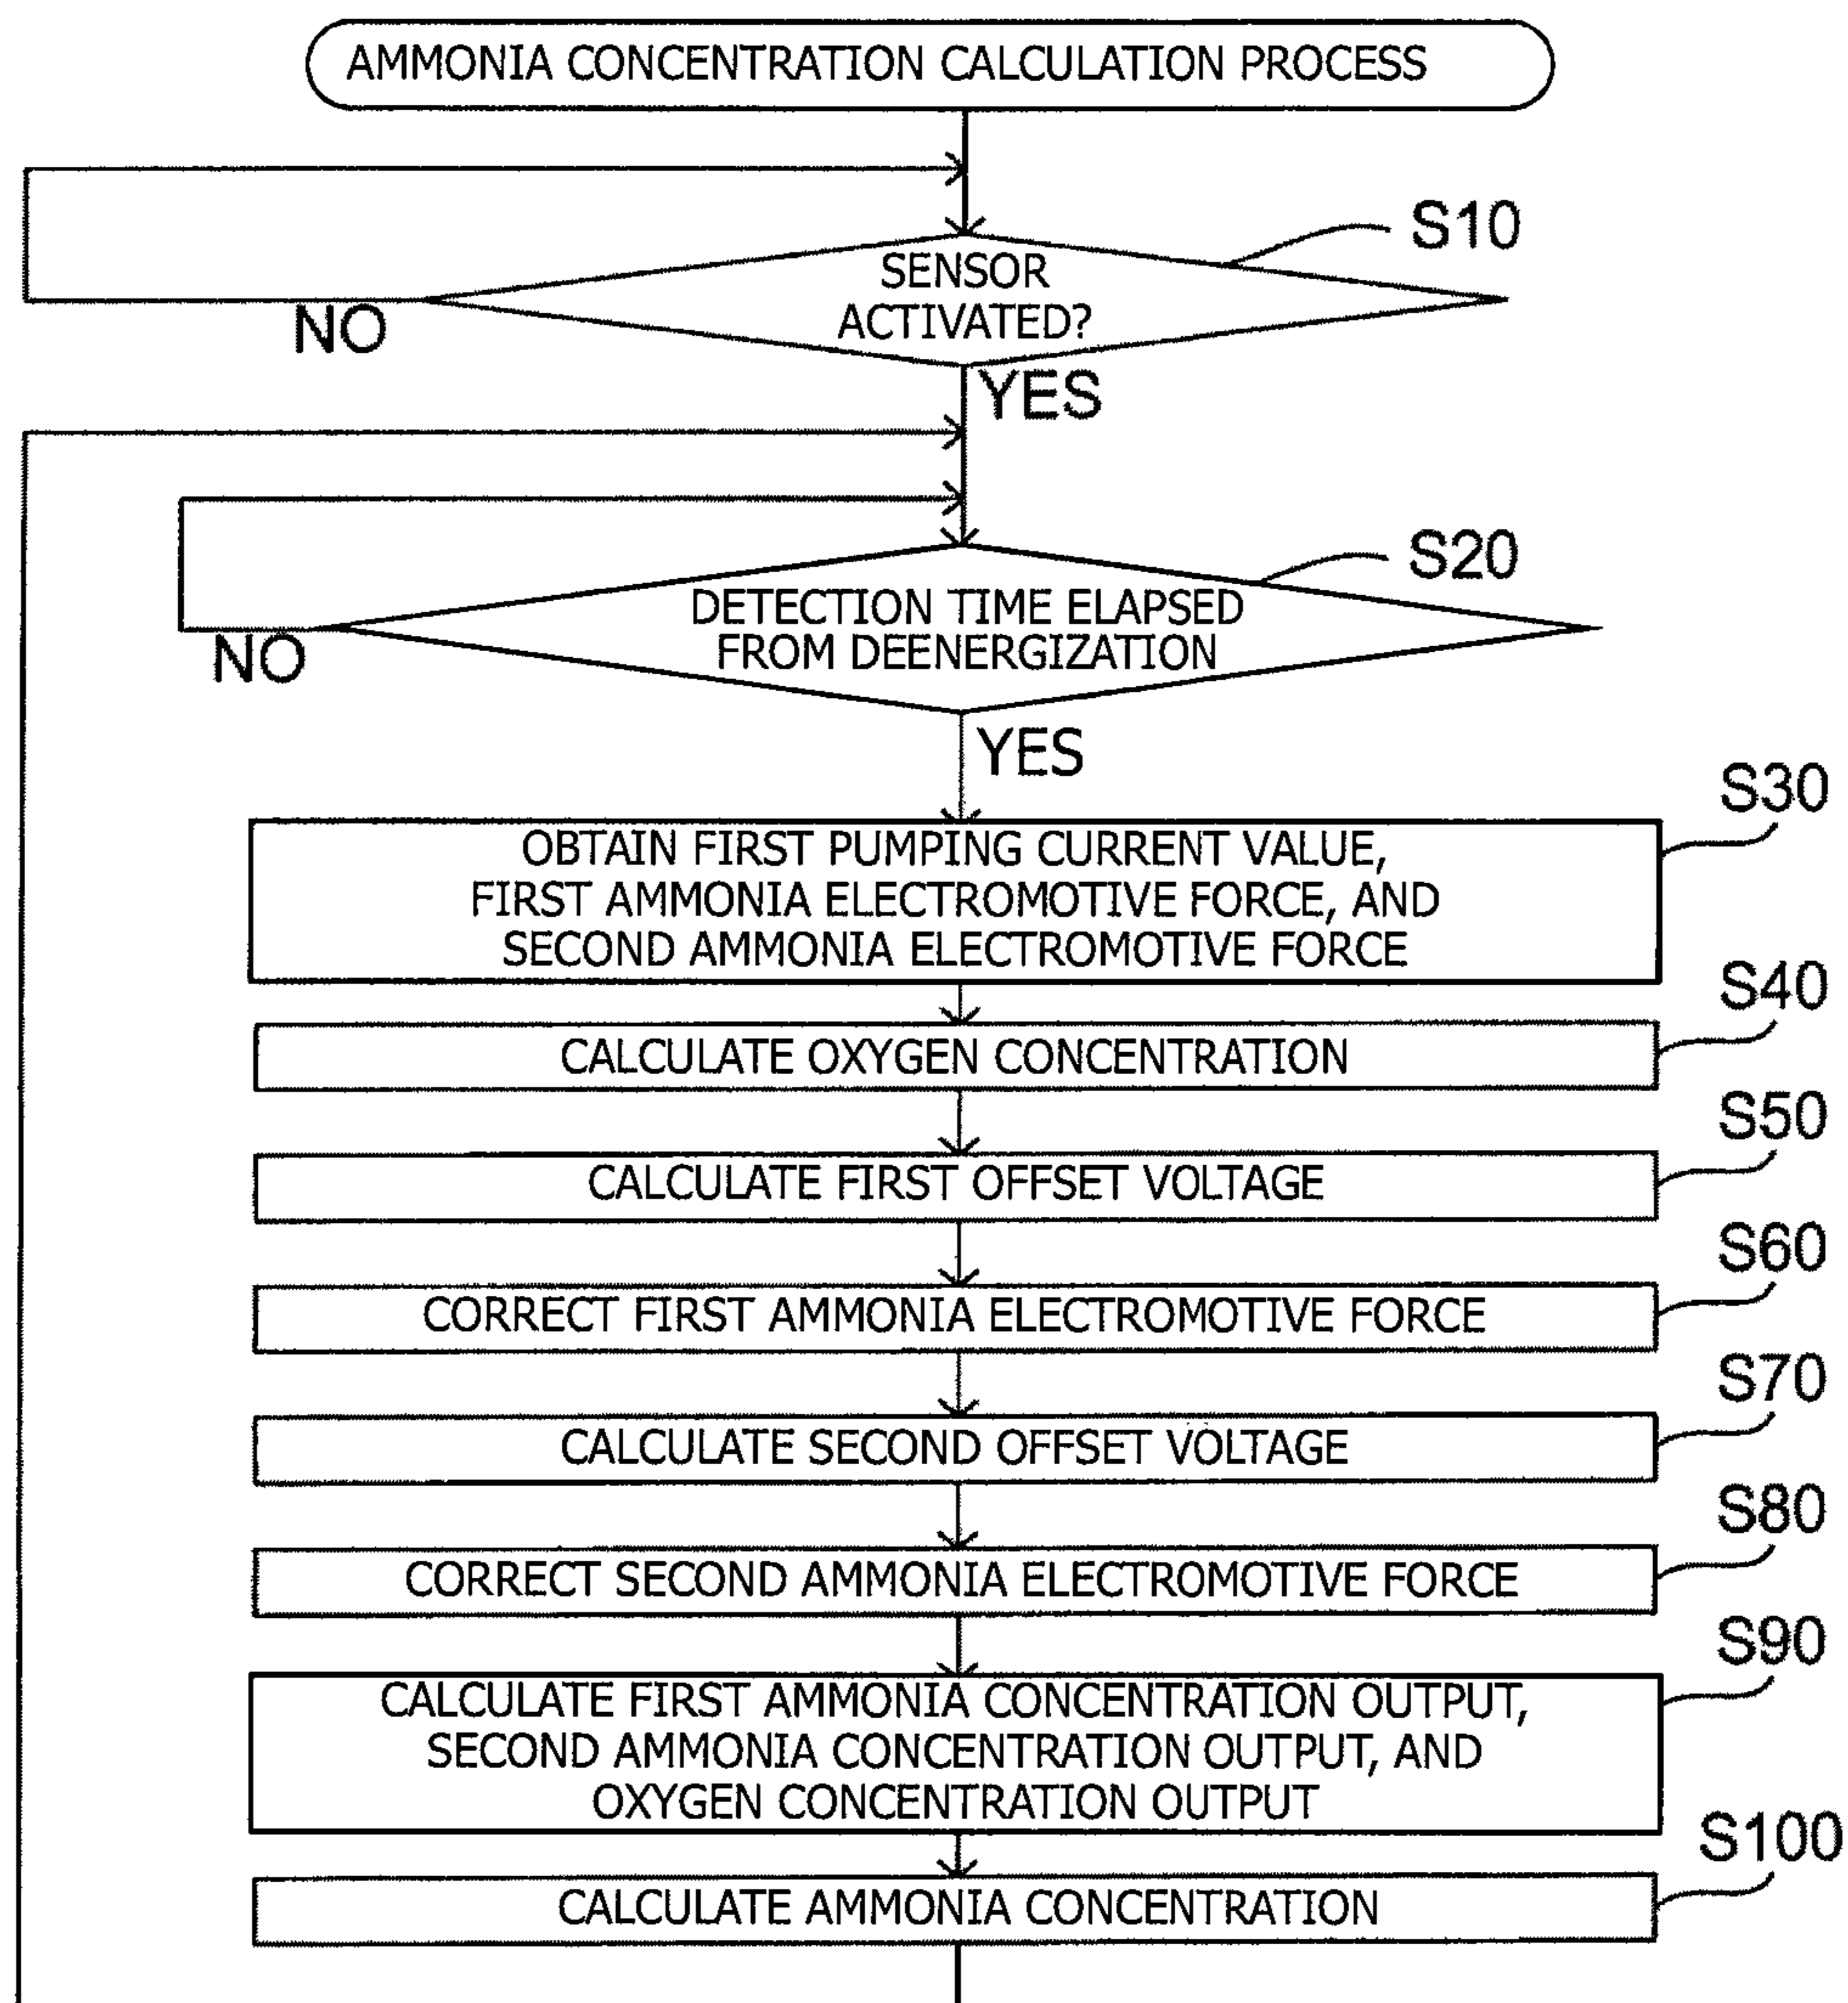 AMMONIA CONCENTRATION CALCULATION PROCESS
S10
SENSOR
ACTIVATED?
NO
YES
S20
DETECTION TIME ELAPSED
FROM DEENERGIZATION
NO
YES
S30
OBTAIN FIRST PUMPING CURRENT VALUE,
FIRST AMMONIA ELECTROMOTIVE FORCE, AND
SECOND AMMONIA ELECTROMOTIVE FORCE
S40
CALCULATE OXYGEN CONCENTRATION
S50
CALCULATE FIRST OFFSET VOLTAGE
S60
CORRECT FIRST AMMONIA ELECTROMOTIVE FORCE
S70
CALCULATE SECOND OFFSET VOLTAGE
S80
CORRECT SECOND AMMONIA ELECTROMOTIVE FORCE
S90
CALCULATE FIRST AMMONIA CONCENTRATION OUTPUT,
SECOND AMMONIA CONCENTRATION OUTPUT, AND
OXYGEN CONCENTRATION OUTPUT
S100
CALCULATE AMMONIA CONCENTRATION